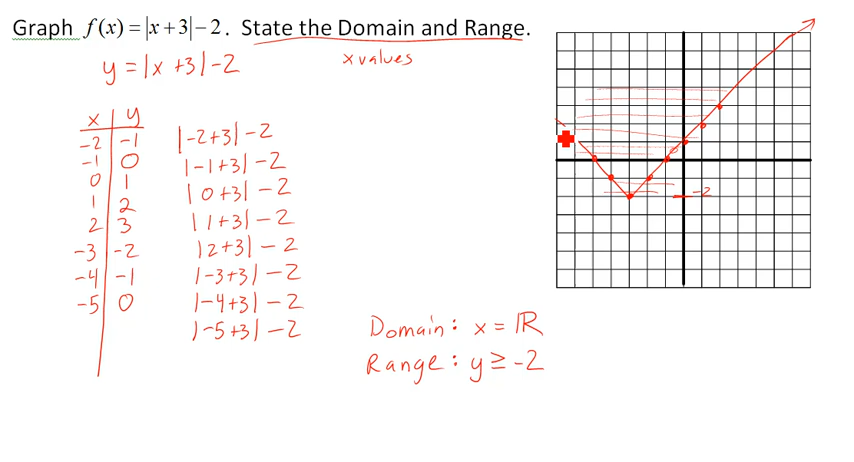 Graph f(x) = |x+3| − 2. State the Domain and Range.
y = |x +3| −2
x values
x y
−2 −1
−1 0
0 1
1 2
2 3
−3 −2
−4 −1
−5 0
|−2+3| −2
|−1+3| −2
|0+3| −2
|1+3| −2
|2+3| − 2
|−3+3| −2
|−4+3| −2
|−5+3| −2
−2
Domain: x = ℝ
Range: y ≥ −2